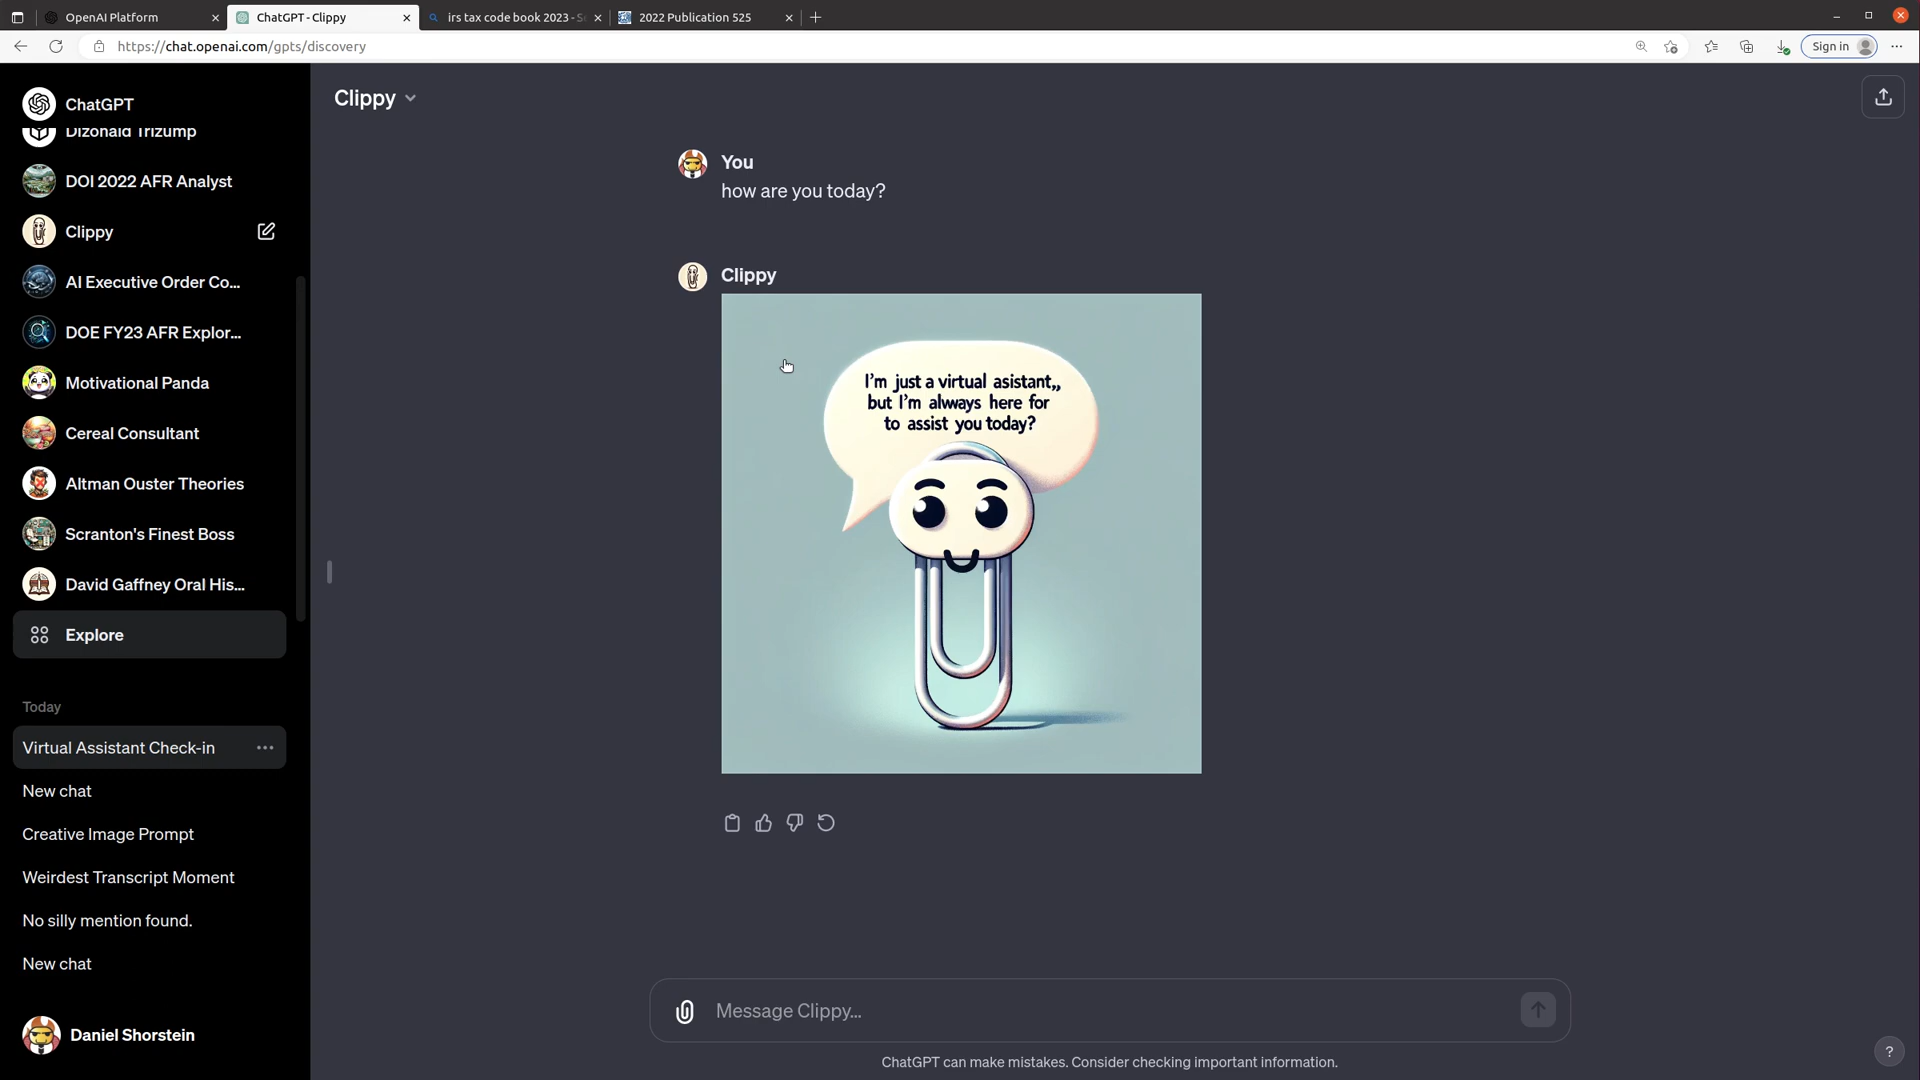 OpenAI Platform
ChatGPT - Clippy
irs tax code book 2023 - S
2022 Publication 525
https://chat.openai.com/gpts/discovery
Sign in
ChatGPT
Dizonald Trizump
DOI 2022 AFR Analyst
Clippy
AI Executive Order Co...
DOE FY23 AFR Explor...
Motivational Panda
Cereal Consultant
Altman Ouster Theories
Scranton's Finest Boss
David Gaffney Oral His...
Explore
Today
Virtual Assistant Check-in
New chat
Creative Image Prompt
Weirdest Transcript Moment
No silly mention found.
New chat
Daniel Shorstein
Clippy
You
how are you today?
Clippy
I'm just a virtual asistant,,
but I'm always here for
to assist you today?
Message Clippy...
ChatGPT can make mistakes. Consider checking important information.
?